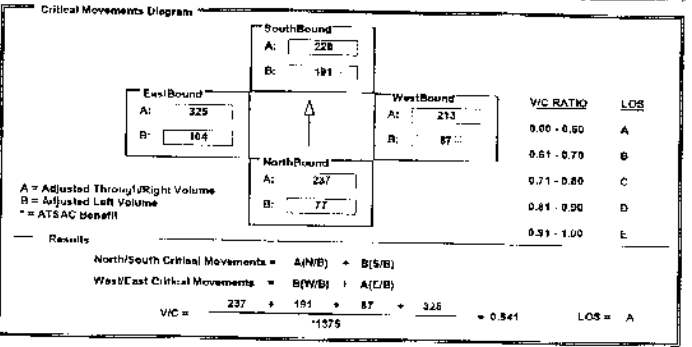 Critical Movements Diagram
SouthBound
A: 220
B: 191
EastBound
A: 325
B: 104
WestBound
A: 213
B: 87
NorthBound
A: 237
B: 77
V/C RATIO LOS
0.00 - 0.60 A
0.61 - 0.70 B
0.71 - 0.80 C
0.81 - 0.90 D
0.91 - 1.00 E
A = Adjusted Through/Right Volume
B = Adjusted Left Volume
* = ATSAC Benefit
Results
North/South Critical Movements = A(N/B) + B(S/B)
West/East Critical Movements = B(W/B) + A(E/B)
V/C = 237 + 191 + 87 + 325 = 0.541 LOS = A
*1375